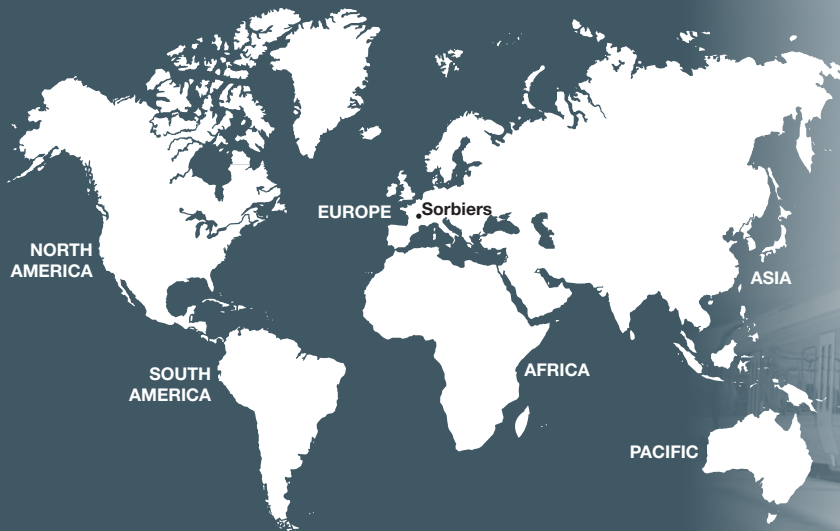 EUROPE
Sorbiers
NORTH
AMERICA
ASIA
SOUTH
AMERICA
AFRICA
PACIFIC